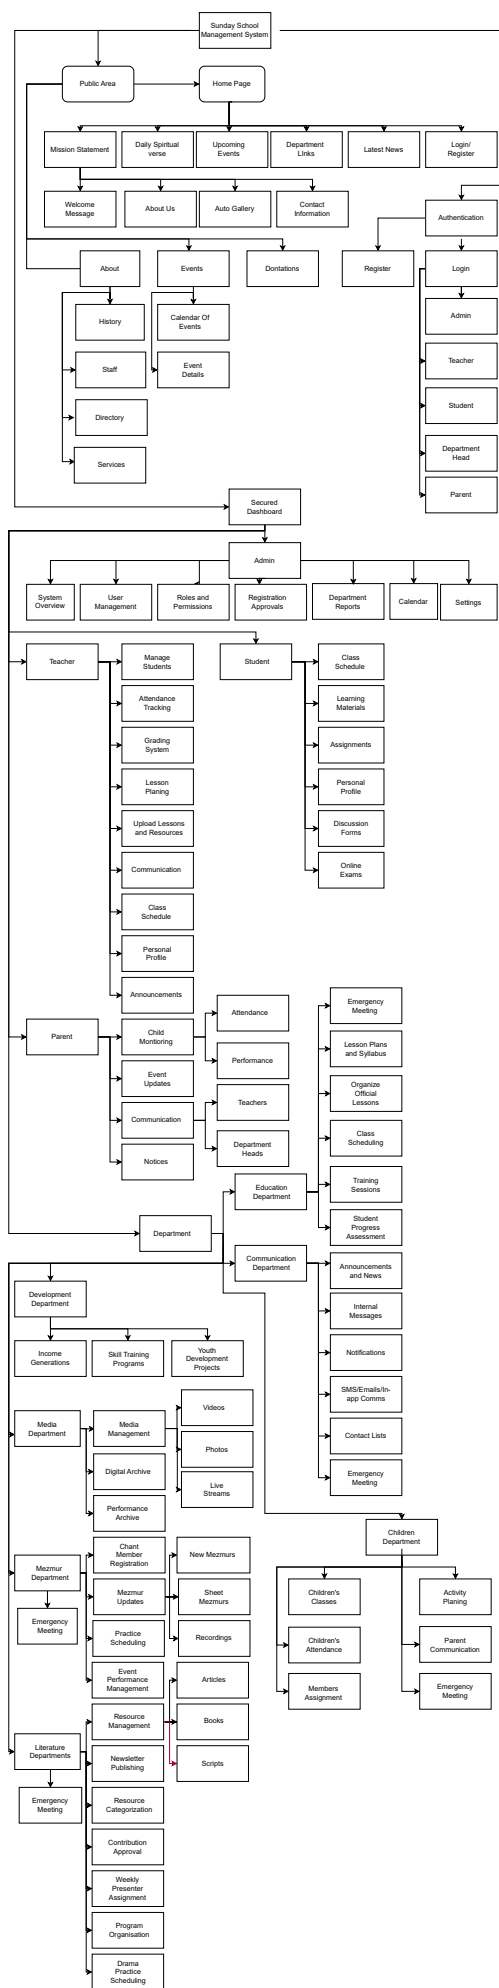 Sunday School
Management System
Public Area
Home Page
Mission Statement
Daily Spiritual
verse
Upcoming
Events
Department
LInks
Latest News
Login/
Register
Welcome
Message
About Us
Auto Gallery
Contact
Information
Authentication
About
Events
Dontations
Register
Login
History
Calendar Of
Events
Admin
Staff
Event
Details
Teacher
Directory
Student
Services
Department
Head
Parent
Secured
Dashboard
Admin
System
Overview
User
Management
Roles and
Permissions
Registration
Approvals
Department
Reports
Calendar
Settings
Teacher
Manage
Students
Attendance
Tracking
Grading
System
Lesson
Planing
Upload Lessons
and Resources
Communication
Class
Schedule
Personal
Profile
Announcements
Student
Class
Schedule
Learning
Materials
Assignments
Personal
Profile
Discussion
Forms
Online
Exams
Parent
Child
Montioring
Attendance
Performance
Event
Updates
Communication
Teachers
Department
Heads
Notices
Department
Education
Department
Emergency
Meeting
Lesson Plans
and Syllabus
Organize
Official
Lessons
Class
Scheduling
Training
Sessions
Student
Progress
Assessment
Communication
Department
Announcements
and News
Internal
Messages
Notifications
SMS/Emails/In-
app Comms
Contact Lists
Emergency
Meeting
Development
Department
Income
Generations
Skill Training
Programs
Youth
Development
Projects
Media
Department
Media
Management
Videos
Photos
Live
Streams
Digital Archive
Performance
Archive
Children
Department
Children's
Classes
Activity
Planing
Children's
Attendance
Parent
Communication
Members
Assignment
Emergency
Meeting
Mezmur
Department
Emergency
Meeting
Chant
Member
Registration
Mezmur
Updates
New Mezmurs
Sheet
Mezmurs
Recordings
Practice
Scheduling
Event
Performance
Management
Literature
Departments
Emergency
Meeting
Resource
Management
Articles
Books
Scripts
Newsletter
Publishing
Resource
Categorization
Contribution
Approval
Weekly
Presenter
Assignment
Program
Organisation
Drama
Practice
Scheduling